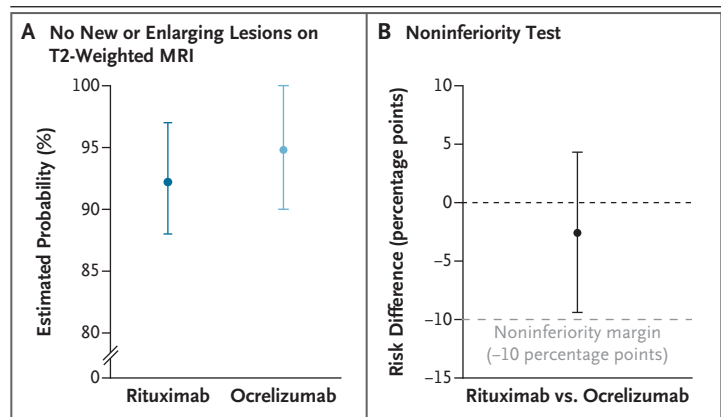 A No New or Enlarging Lesions on
T2-Weighted MRI
Estimated Probability (%)
100
95
90
85
80
0
Rituximab
Ocrelizumab
B Noninferiority Test
Risk Difference (percentage points)
10
5
0
−5
−10
−15
Noninferiority margin
(−10 percentage points)
Rituximab vs. Ocrelizumab